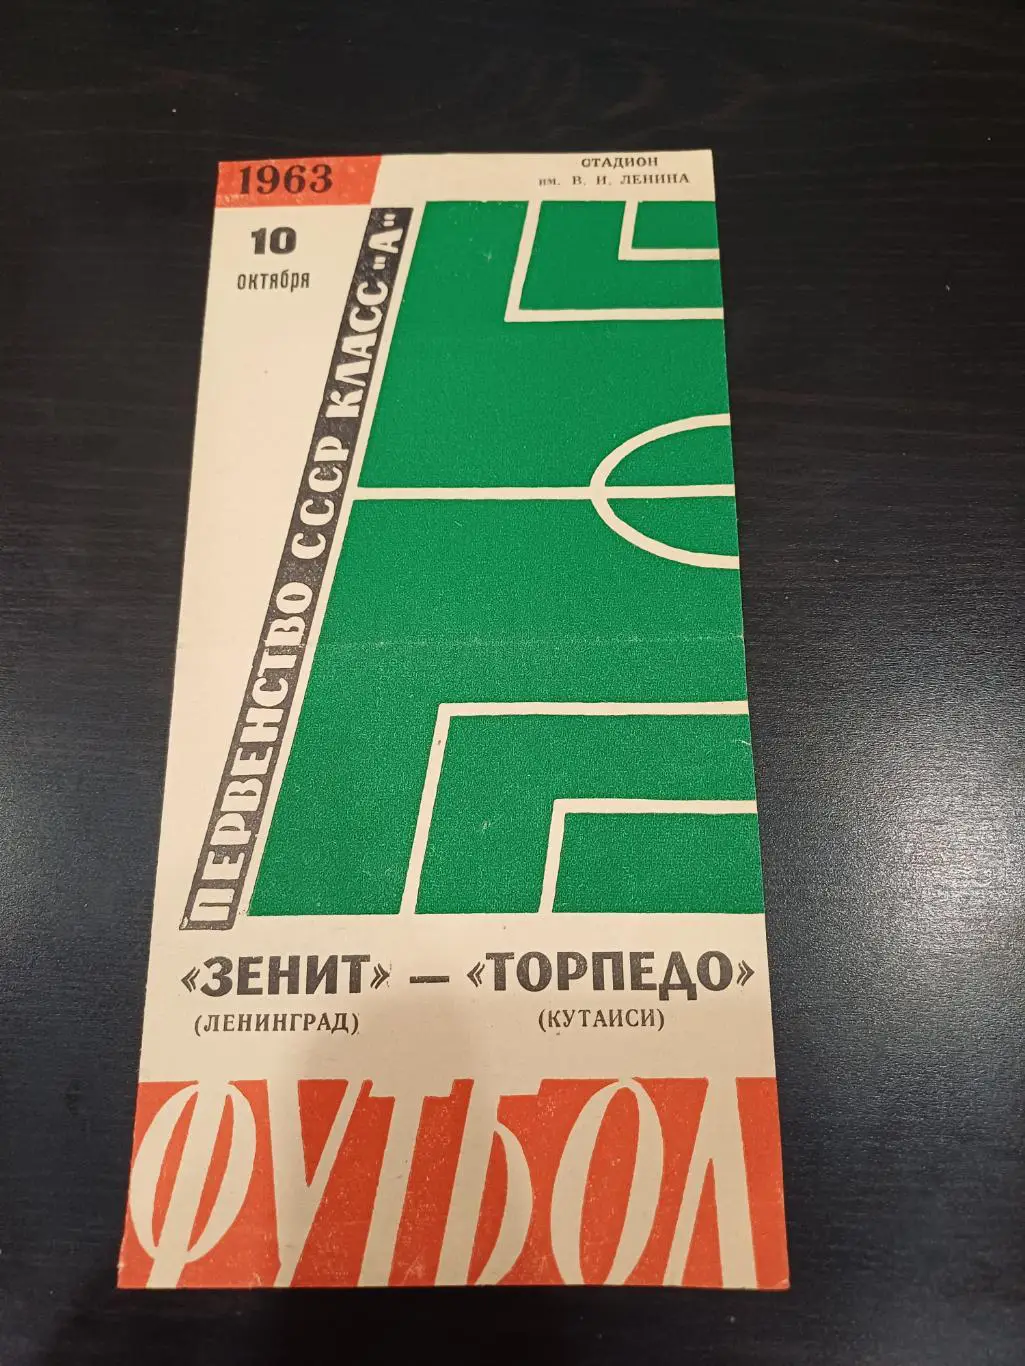 1963
СТАДИОН
им. В. И. ЛЕНИНА
10
октября
ПЕРВЕНСТВО СССР КЛАСС „А"
«ЗЕНИТ» — «ТОРПЕДО»
(ЛЕНИНГРАД) (КУТАИСИ)
ФУТБОЛ